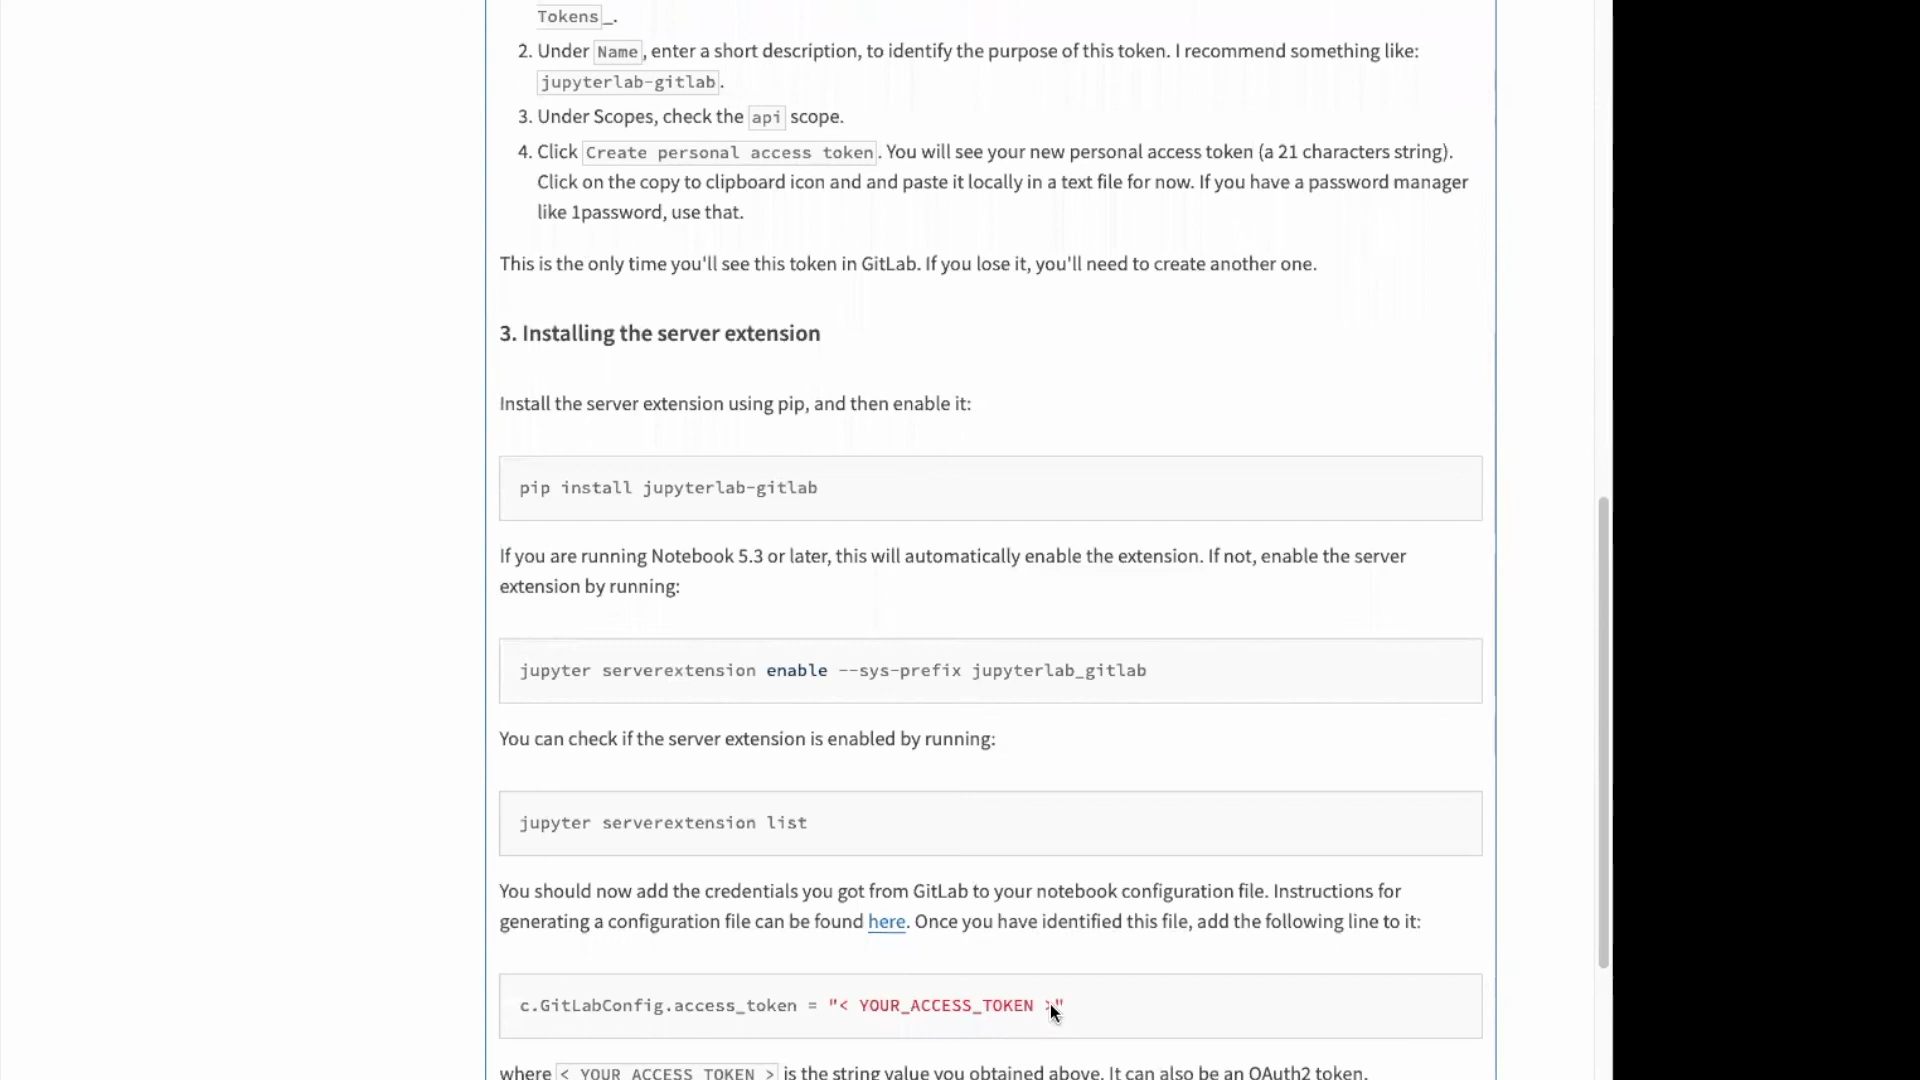 Tokens_.
2. Under Name, enter a short description, to identify the purpose of this token. I recommend something like:
jupyterlab-gitlab.
3. Under Scopes, check the api scope.
4. Click Create personal access token. You will see your new personal access token (a 21 characters string).
Click on the copy to clipboard icon and and paste it locally in a text file for now. If you have a password manager
like 1password, use that.
This is the only time you'll see this token in GitLab. If you lose it, you'll need to create another one.
3. Installing the server extension
Install the server extension using pip, and then enable it:
pip install jupyterlab-gitlab
If you are running Notebook 5.3 or later, this will automatically enable the extension. If not, enable the server
extension by running:
jupyter serverextension enable --sys-prefix jupyterlab_gitlab
You can check if the server extension is enabled by running:
jupyter serverextension list
You should now add the credentials you got from GitLab to your notebook configuration file. Instructions for
generating a configuration file can be found here. Once you have identified this file, add the following line to it:
c.GitLabConfig.access_token = "< YOUR_ACCESS_TOKEN >"
where < YOUR_ACCESS_TOKEN > is the string value you obtained above. It can also be an OAuth2 token.